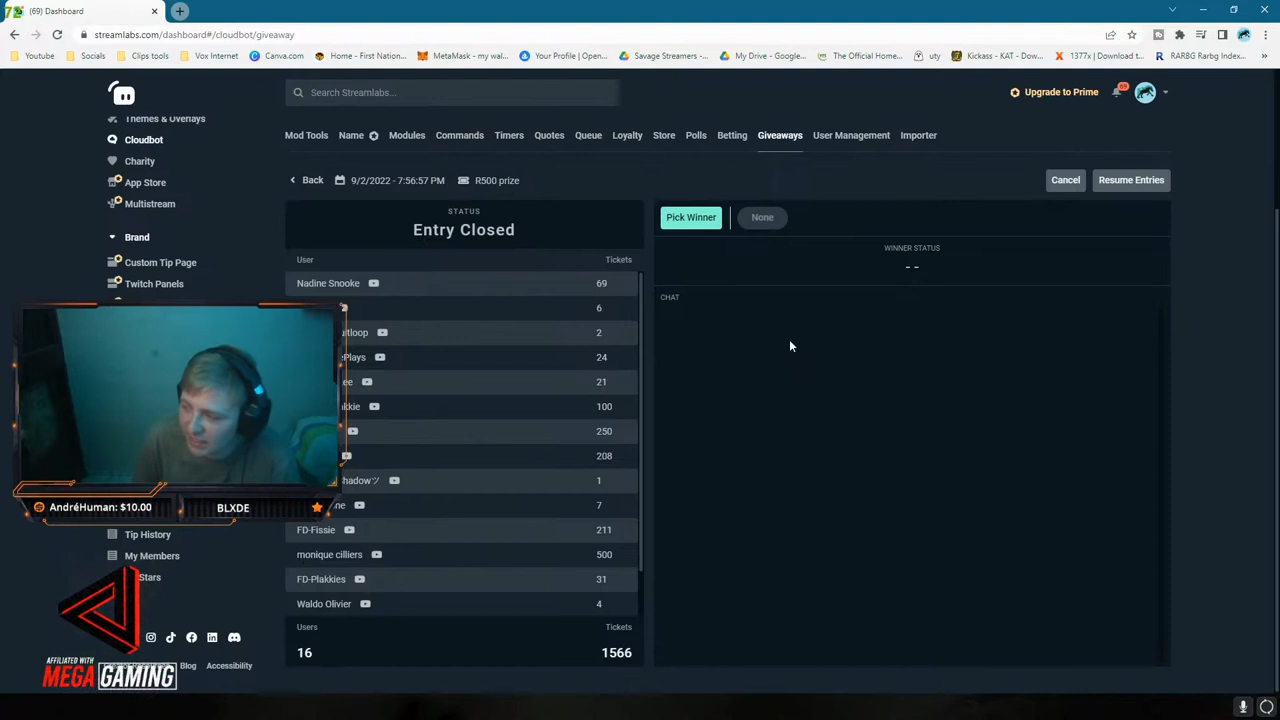 (69) Dashboard
streamlabs.com/dashboard#/cloudbot/giveaway
Youtube Socials Clips tools Vox Internet Canva.com Home - First Nation... MetaMask - my wal... Your Profile | Open... Savage Streamers -... My Drive - Google... The Official Home... uty Kickass - KAT - Dow... 1377x | Download t... RARBG Rarbg Index...
Search Streamlabs...
Upgrade to Prime
69
Themes & Overlays
Cloudbot
Charity
App Store
Multistream
Brand
Custom Tip Page
Twitch Panels
Mod Tools Name Modules Commands Timers Quotes Queue Loyalty Store Polls Betting Giveaways User Management Importer
Back 9/2/2022 - 7:56:57 PM R500 prize
Cancel Resume Entries
STATUS
Entry Closed
Pick Winner None
WINNER STATUS
--
CHAT
User Tickets
Nadine Snooke 69
6
2
24
21
100
250
208
1
7
FD-Fissie 211
monique cilliers 500
FD-Plakkies 31
Waldo Olivier 4
Users Tickets
16 1566
AndréHuman: $10.00 BLXDE
Tip History
My Members
Stars
Blog Accessibility
AFFILIATED WITH
MEGA GAMING